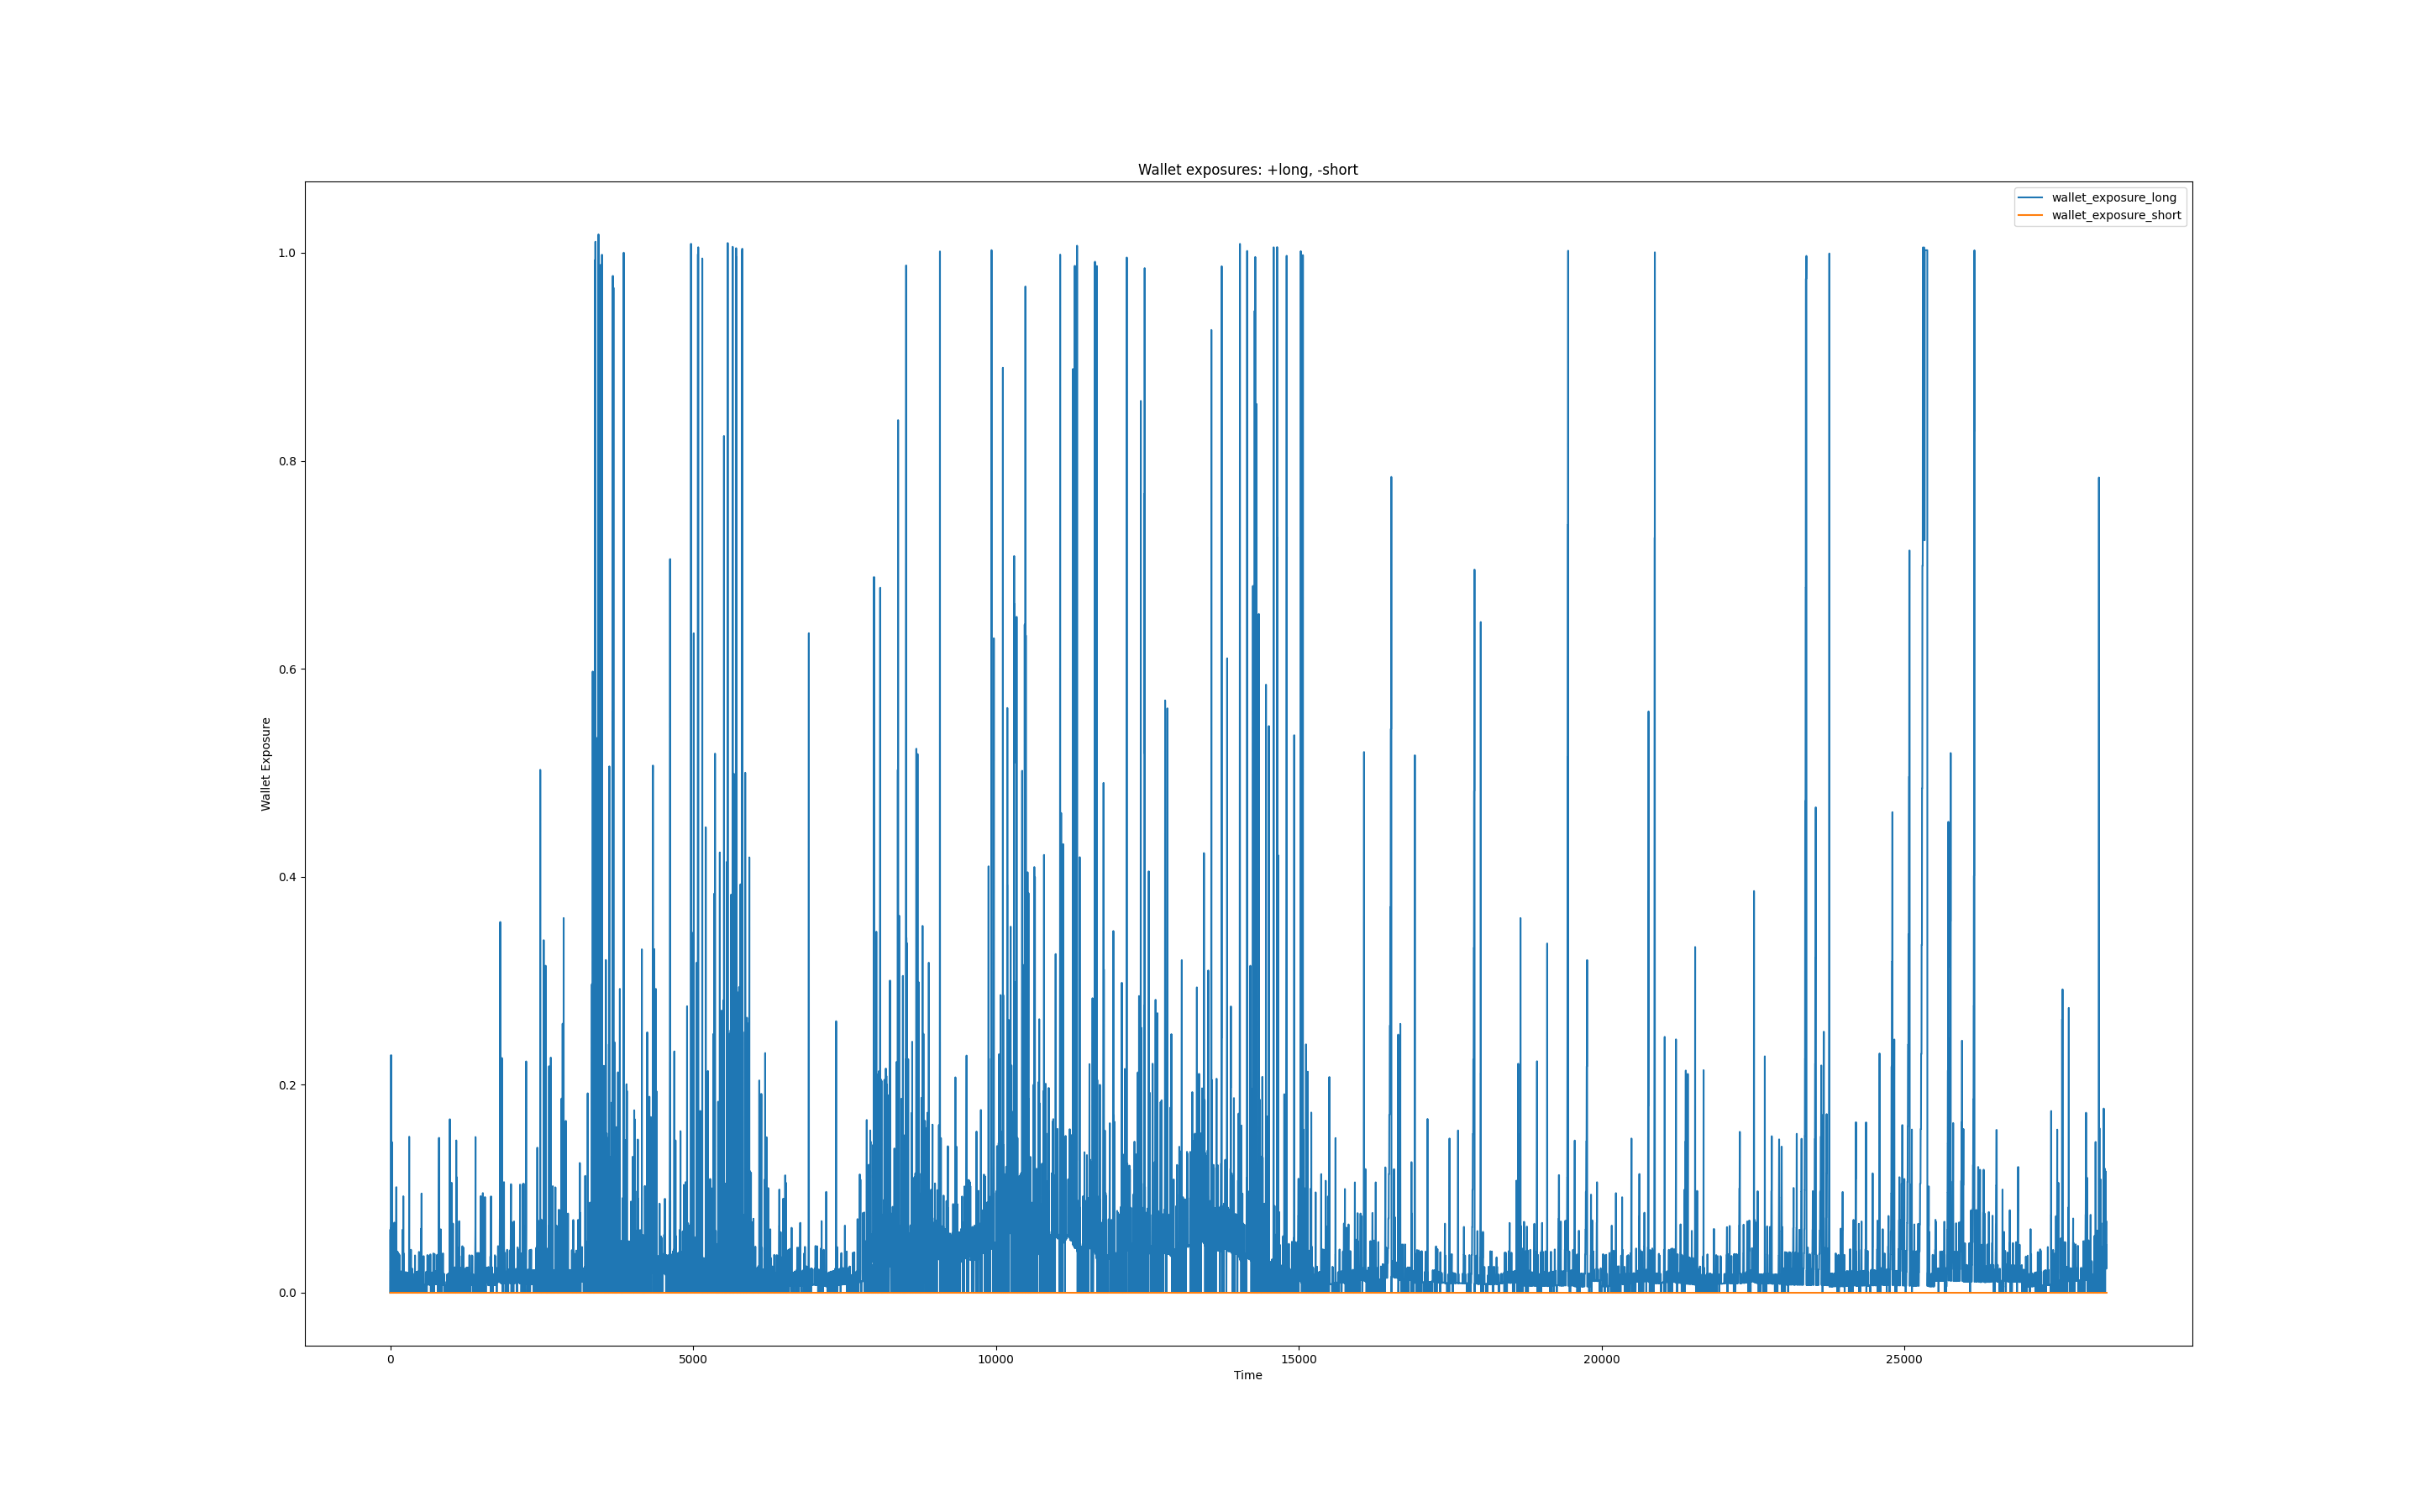 Wallet exposures: +long, -short
wallet_exposure_long
wallet_exposure_short
1.0
0.8
0.6
0.4
0.2
0.0
Wallet Exposure
0 5000 10000 15000 20000 25000
Time